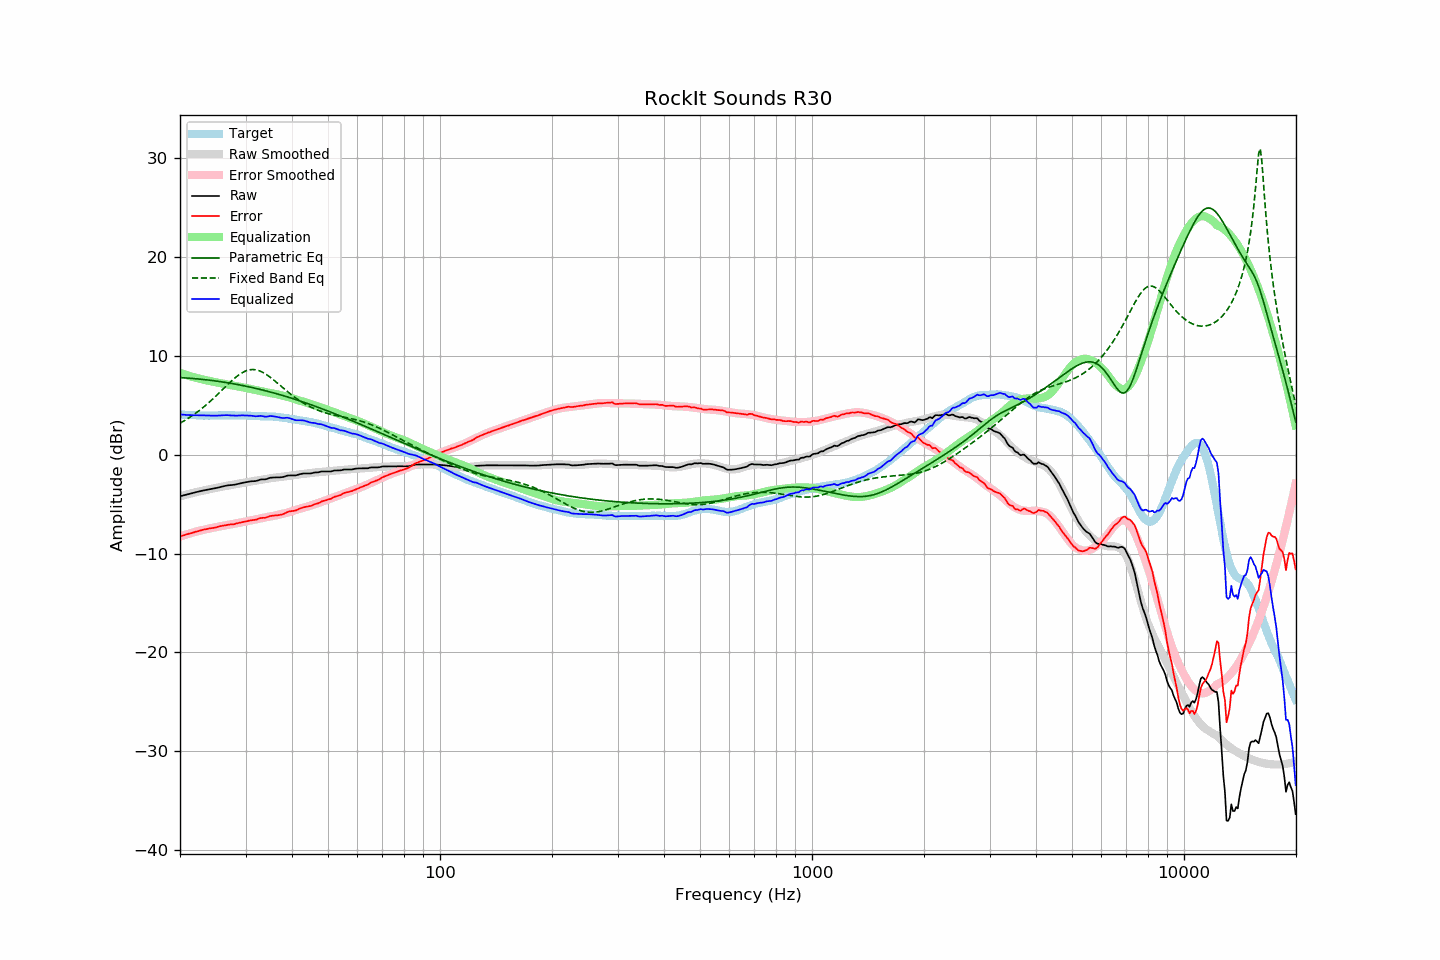 RockIt Sounds R30
Target
Raw Smoothed
Error Smoothed
Raw
Error
Equalization
Parametric Eq
Fixed Band Eq
Equalized
30
20
10
0
−10
−20
−30
−40
Amplitude (dBr)
100
1000
10000
Frequency (Hz)